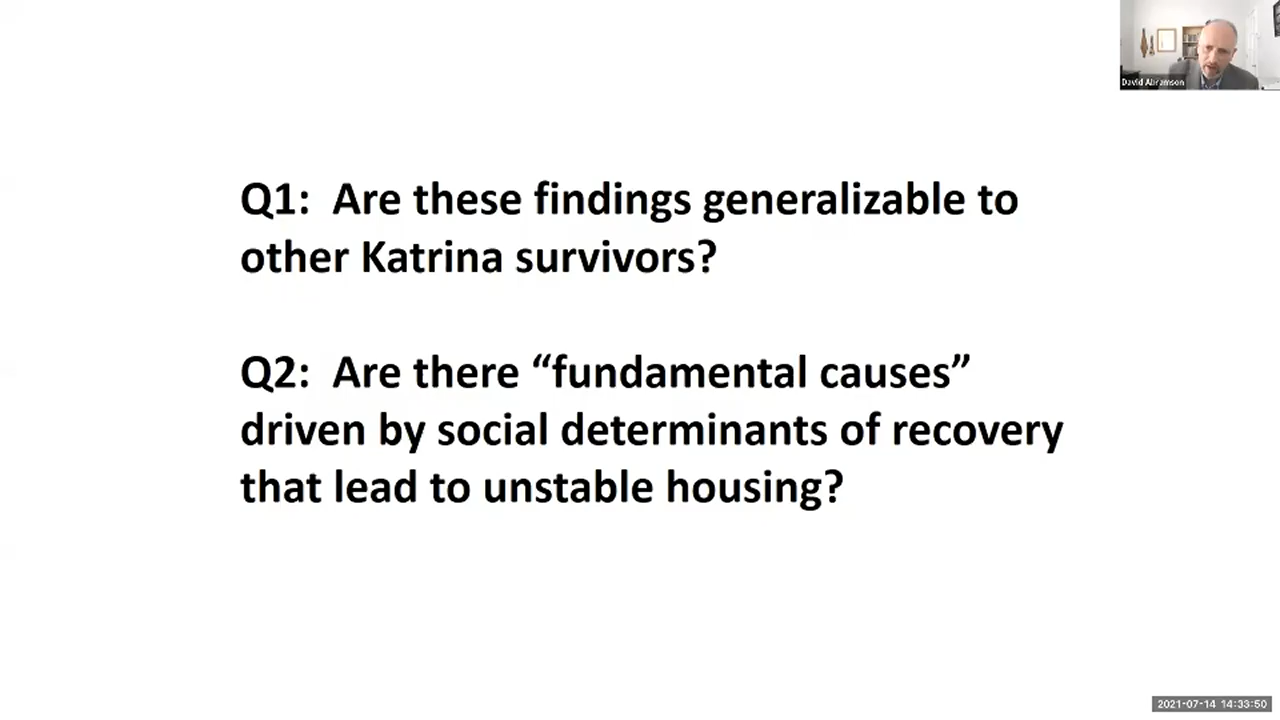 David Abramson
Q1: Are these findings generalizable to
other Katrina survivors?
Q2: Are there “fundamental causes”
driven by social determinants of recovery
that lead to unstable housing?
2021-07-14 14:33:50